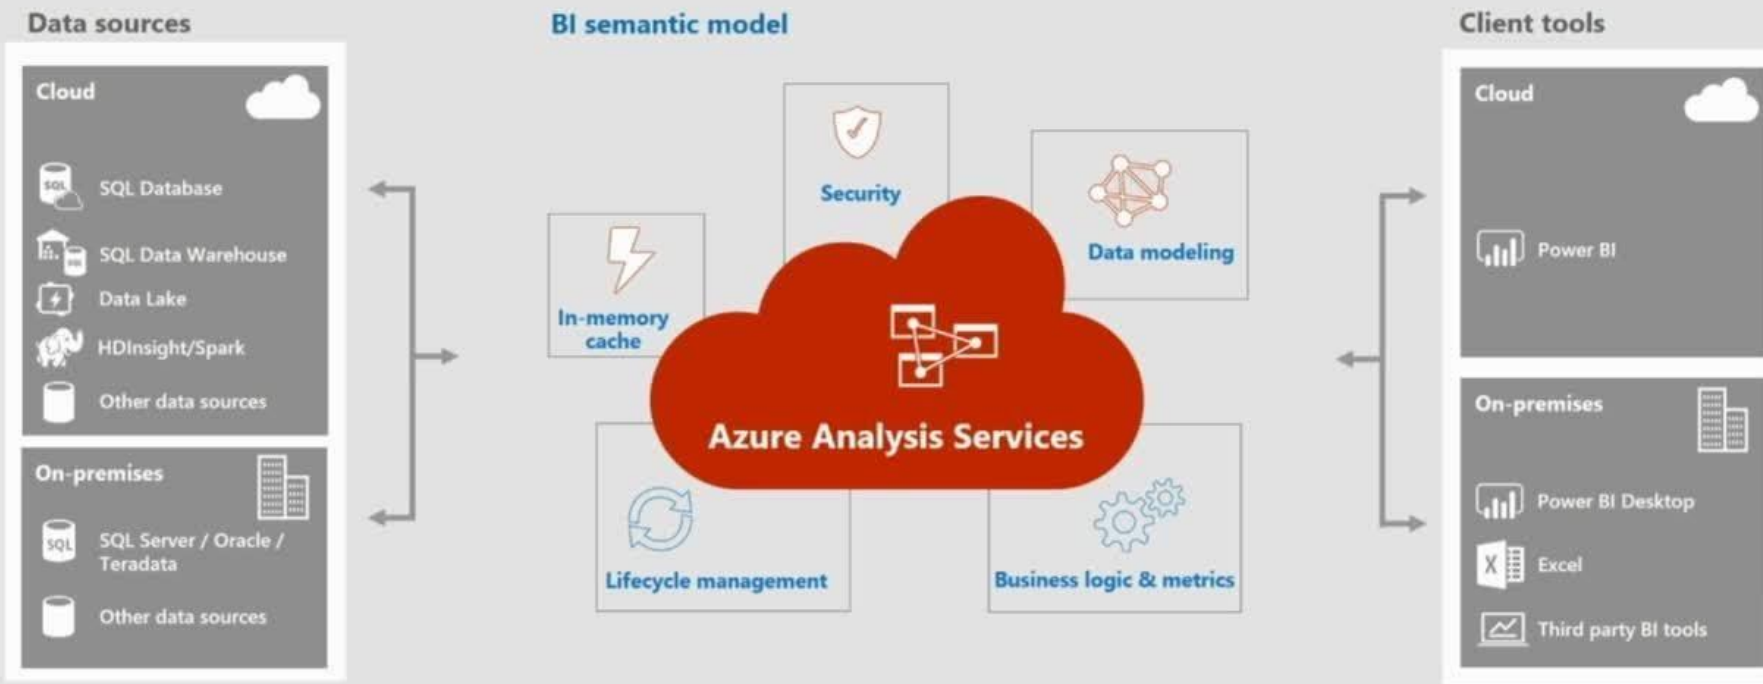 Data sources
Cloud
SQL
SQL Database
SQL Data Warehouse
Data Lake
HDInsight/Spark
Other data sources
On-premises
SQL
SQL Server / Oracle /
Teradata
Other data sources
BI semantic model
Security
Data modeling
In-memory
cache
Azure Analysis Services
Lifecycle management
Business logic & metrics
Client tools
Cloud
Power BI
On-premises
Power BI Desktop
X
Excel
Third party BI tools